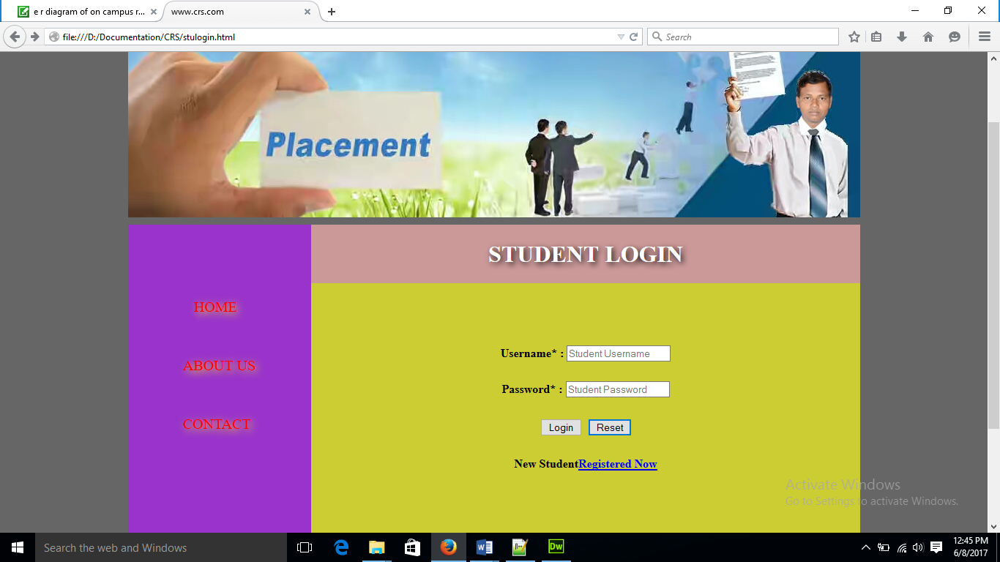 e r diagram of on campus r...
www.crs.com
file:///D:/Documentation/CRS/stulogin.html
Search
Placement
STUDENT LOGIN
HOME
ABOUT US
CONTACT
Username* : Student Username
Password* : Student Password
Login Reset
New StudentRegistered Now
Activate Windows
Go to Settings to activate Windows.
Search the web and Windows
Dw
12:45 PM
6/8/2017